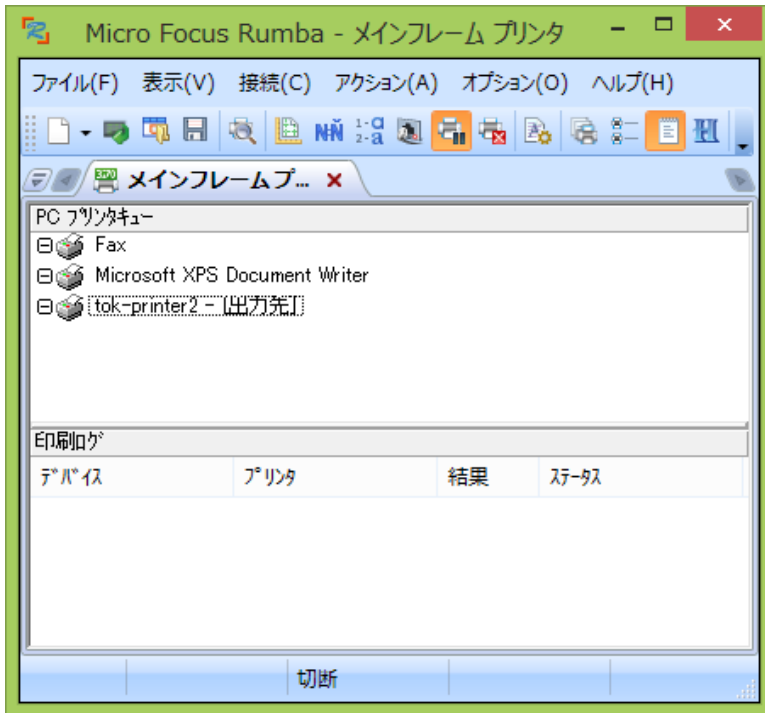 Micro Focus Rumba - メインフレーム プリンタ
ファイル(F) 表示(V) 接続(C) アクション(A) オプション(O) ヘルプ(H)
メインフレームプ...
PC プリンタキュー
Fax
Microsoft XPS Document Writer
tok-printer2 - [出力先]
印刷ログ
デバイス プリンタ 結果 ステータス
切断